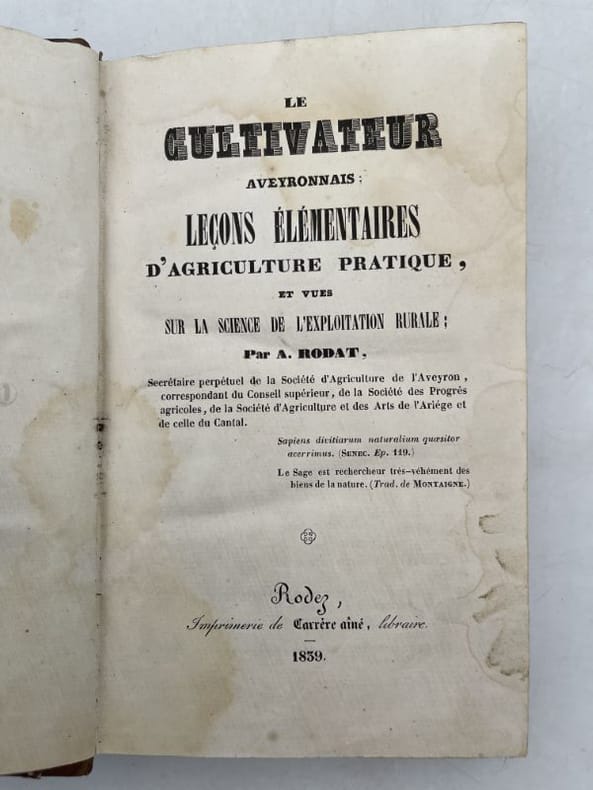 LE
CULTIVATEUR
AVEYRONNAIS;
LEÇONS ÉLÉMENTAIRES
D'AGRICULTURE PRATIQUE,
ET VUES
SUR LA SCIENCE DE L'EXPLOITATION RURALE;
Par A. RODAT,
Secrétaire perpétuel de la Société d'Agriculture de l'Aveyron,
correspondant du Conseil supérieur, de la Société des Progrès
agricoles, de la Société d'Agriculture et des Arts de l'Ariége et
de celle du Cantal.
Sapiens divitiarum naturalium quæsitor
acerrimus. (SENEC. Ep. 119.)
Le Sage est rechercheur très-véhément des
biens de la nature. (Trad. de MONTAIGNE.)
Rodez,
Imprimerie de Carrère aîné, libraire.
1839.